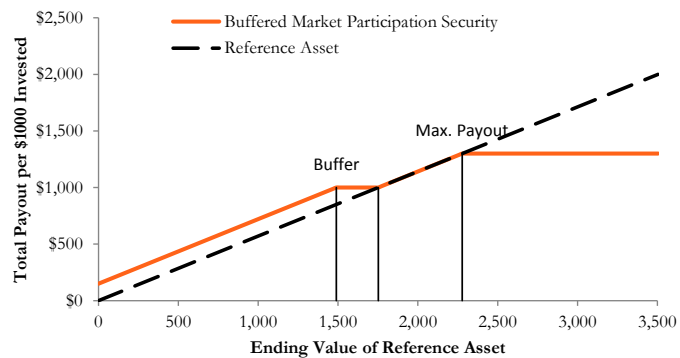 $2,500
Buffered Market Participation Security
Reference Asset
$2,000
$1,500
Max. Payout
Buffer
$1,000
$500
$0
Total Payout per $1000 Invested
0 500 1,000 1,500 2,000 2,500 3,000 3,500
Ending Value of Reference Asset